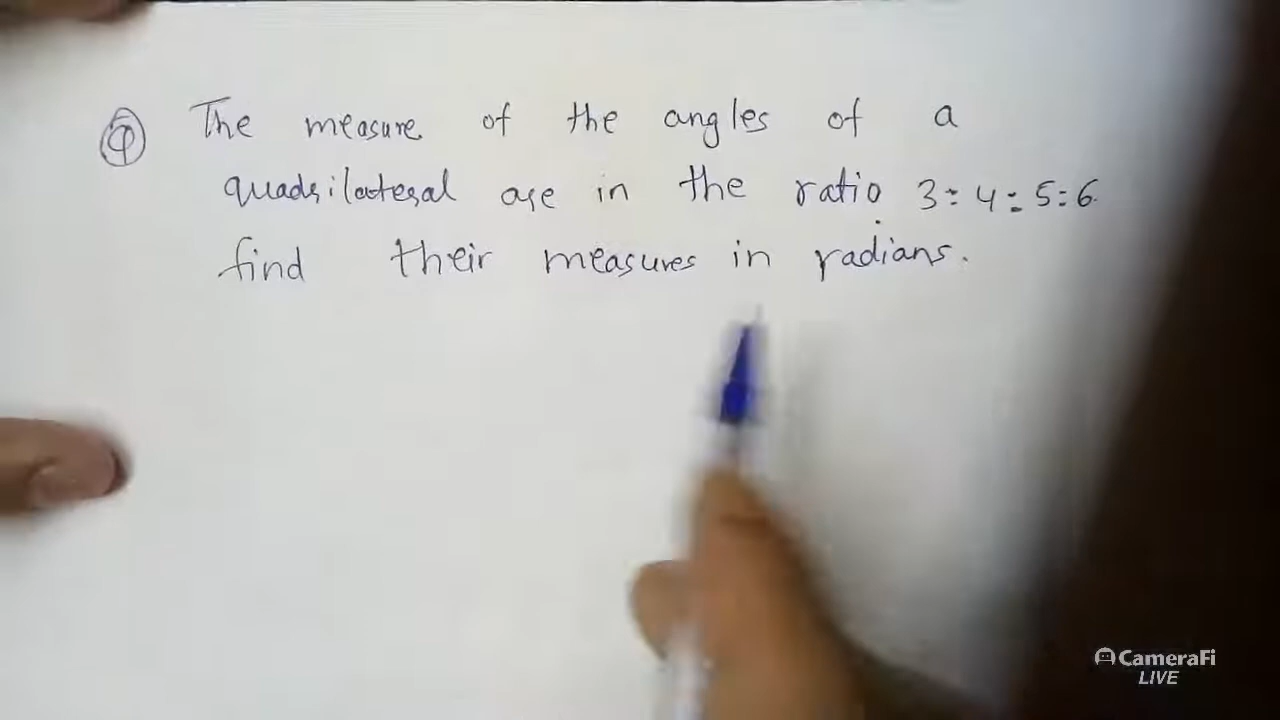 Q The measure of the angles of a
quadrilateral are in the ratio 3:4:5:6
find their measures in radians.
CameraFi
LIVE